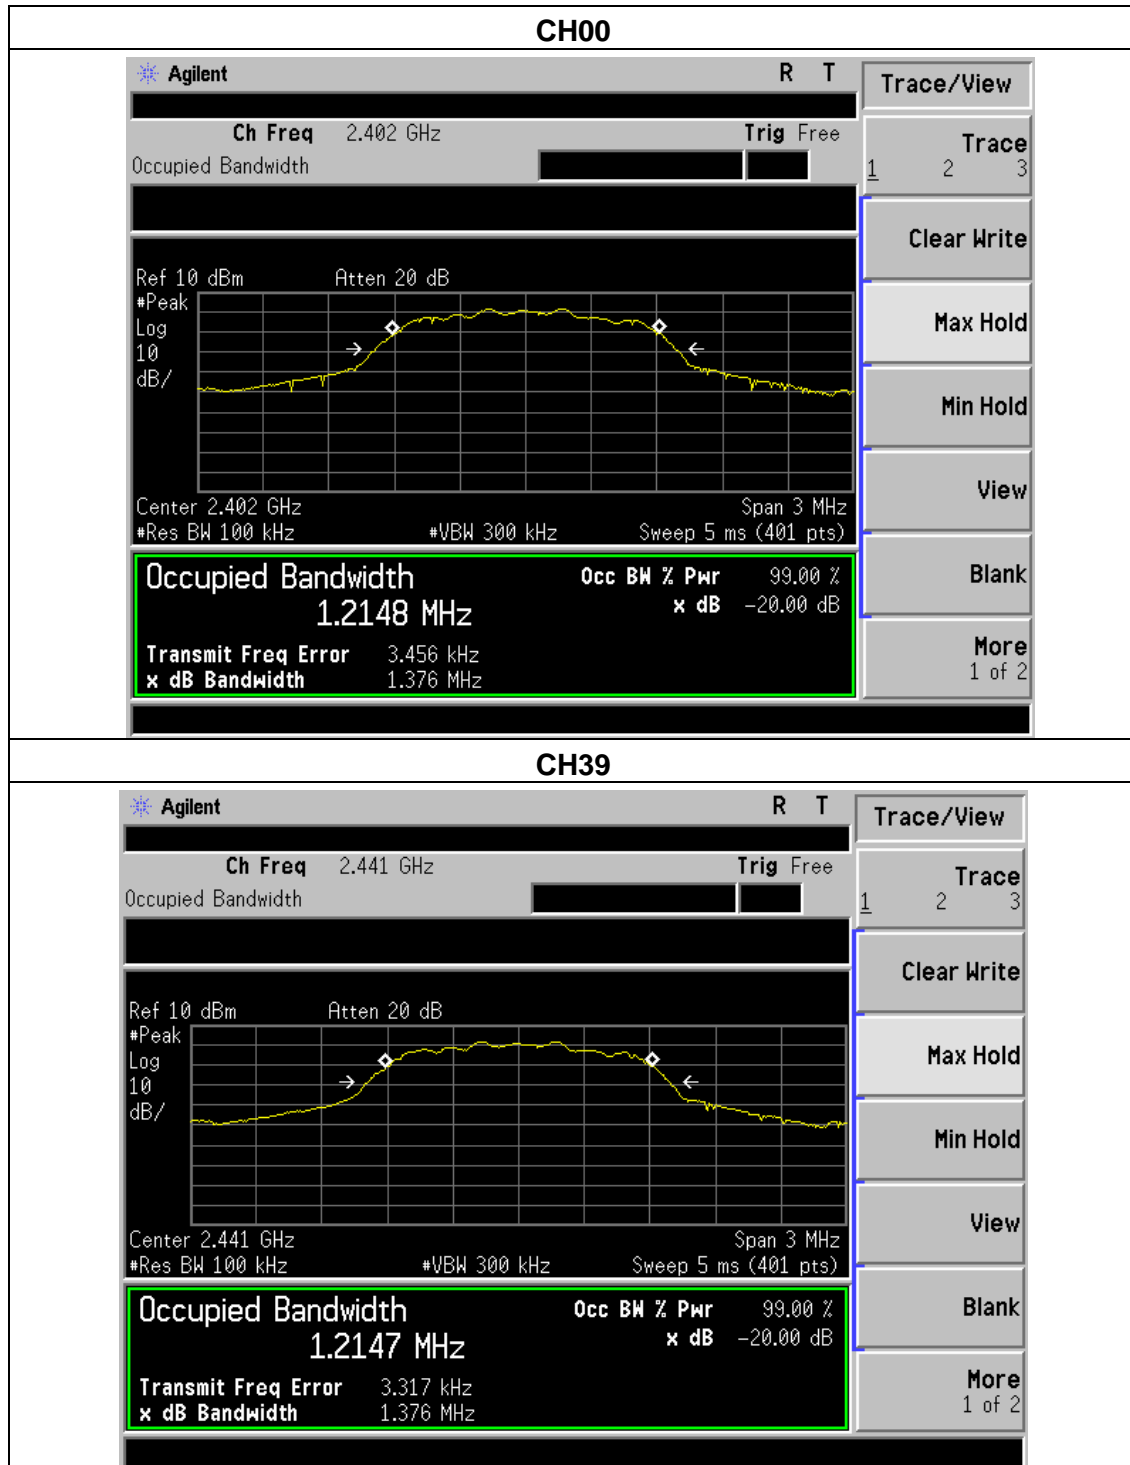 CH00
Agilent R T
Trace/View
Ch Freq 2.402 GHz Trig Free
Occupied Bandwidth
Trace
1 2 3
Clear Write
Max Hold
Min Hold
View
Blank
More
1 of 2
Ref 10 dBm Atten 20 dB
#Peak
Log
10
dB/
Center 2.402 GHz Span 3 MHz
#Res BW 100 kHz #VBW 300 kHz Sweep 5 ms (401 pts)
Occupied Bandwidth Occ BW % Pwr 99.00 %
1.2148 MHz x dB -20.00 dB
Transmit Freq Error 3.456 kHz
x dB Bandwidth 1.376 MHz
CH39
Agilent R T
Trace/View
Ch Freq 2.441 GHz Trig Free
Occupied Bandwidth
Trace
1 2 3
Clear Write
Max Hold
Min Hold
View
Blank
More
1 of 2
Ref 10 dBm Atten 20 dB
#Peak
Log
10
dB/
Center 2.441 GHz Span 3 MHz
#Res BW 100 kHz #VBW 300 kHz Sweep 5 ms (401 pts)
Occupied Bandwidth Occ BW % Pwr 99.00 %
1.2147 MHz x dB -20.00 dB
Transmit Freq Error 3.317 kHz
x dB Bandwidth 1.376 MHz